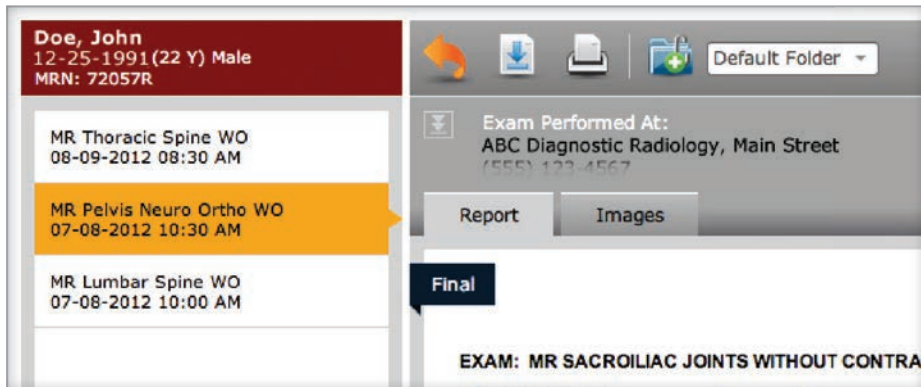 Doe, John
12-25-1991(22 Y) Male
MRN: 72057R
MR Thoracic Spine WO
08-09-2012 08:30 AM
MR Pelvis Neuro Ortho WO
07-08-2012 10:30 AM
MR Lumbar Spine WO
07-08-2012 10:00 AM
Default Folder
Exam Performed At:
ABC Diagnostic Radiology, Main Street
(555) 123-4567
Report
Images
Final
EXAM: MR SACROILIAC JOINTS WITHOUT CONTRA